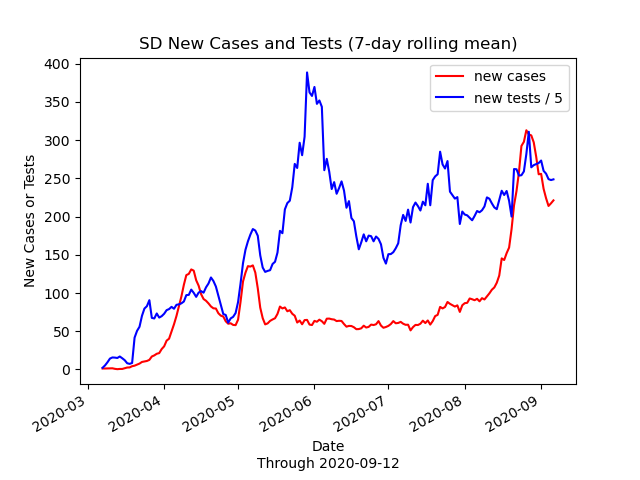 SD New Cases and Tests (7-day rolling mean)
new cases
new tests / 5
New Cases or Tests
400
350
300
250
200
150
100
50
0
2020-03
2020-04
2020-05
2020-06
2020-07
2020-08
2020-09
Date
Through 2020-09-12